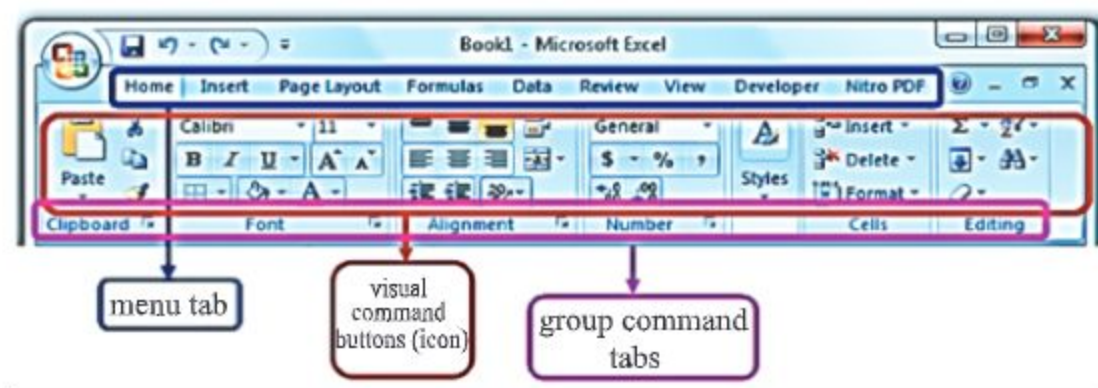 Book1 - Microsoft Excel
Home Insert Page Layout Formulas Data Review View Developer Nitro PDF
Calibri 11 General Insert
B I U A A $ % , Delete
Paste Styles
A Format
Clipboard Font Alignment Number Cells Editing
menu tab
visual
command
buttons (icon)
group command
tabs